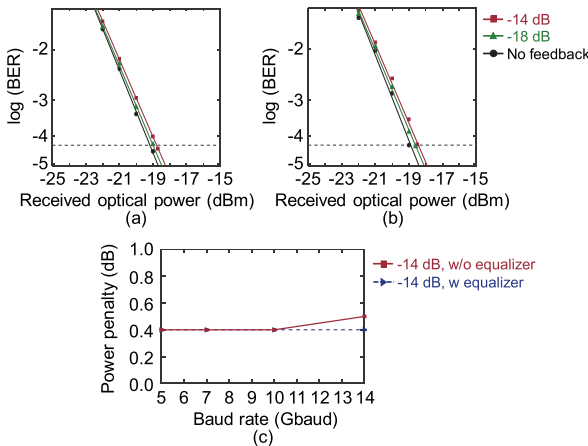 log (BER)
-2
-3
-4
-5
-25 -23 -21 -19 -17 -15
Received optical power (dBm)
(a)
log (BER)
-2
-3
-4
-5
-25 -23 -21 -19 -17 -15
Received optical power (dBm)
(b)
-14 dB
-18 dB
No feedback
Power penalty (dB)
1.0
0.8
0.6
0.4
0.2
0.0
5 6 7 8 9 10 11 12 13 14
Baud rate (Gbaud)
(c)
-14 dB, w/o equalizer
-14 dB, w equalizer